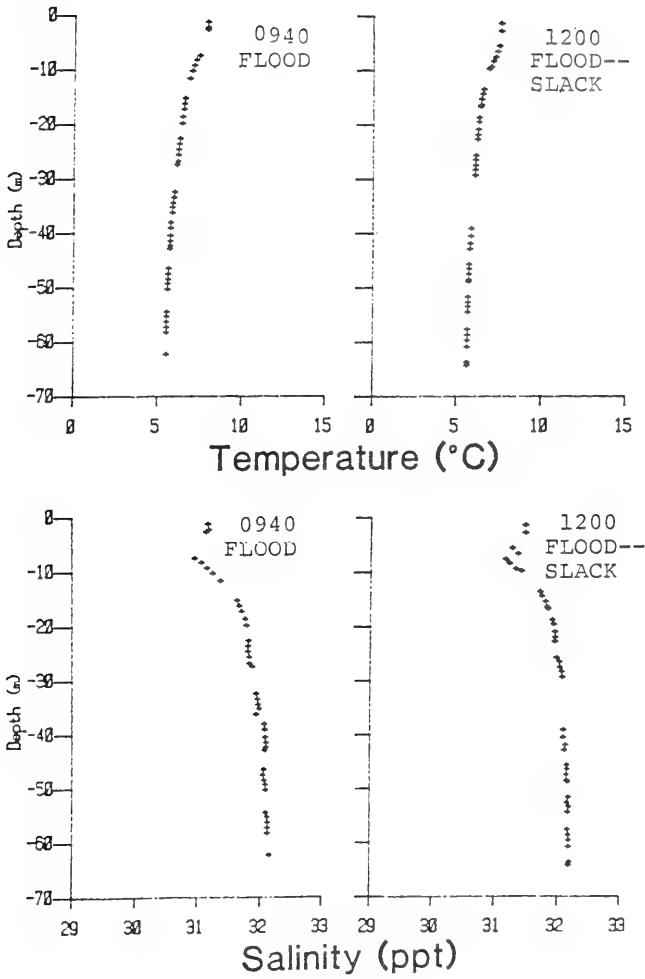 0
-10
-20
-30
-40
-50
-60
-70
Depth (m)
0940
FLOOD
0 5 10 15
1200
FLOOD--
SLACK
0 5 10 15
Temperature (°C)
0
-10
-20
-30
-40
-50
-60
-70
Depth (m)
0940
FLOOD
29 30 31 32 33
1200
FLOOD--
SLACK
29 30 31 32 33
Salinity (ppt)